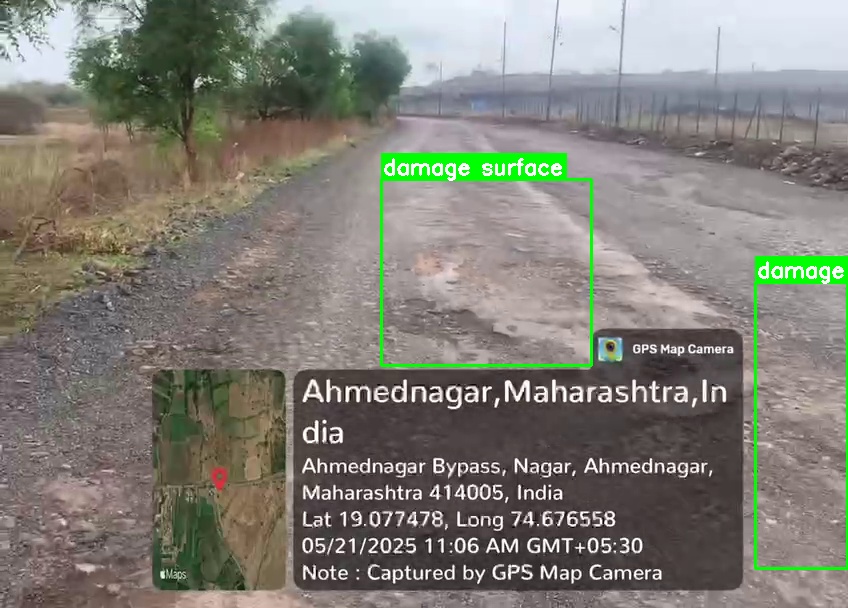 damage surface
damage
GPS Map Camera
Ahmednagar,Maharashtra,In
dia
Ahmednagar Bypass, Nagar, Ahmednagar,
Maharashtra 414005, India
Lat 19.077478, Long 74.676558
05/21/2025 11:06 AM GMT+05:30
Note : Captured by GPS Map Camera
Maps